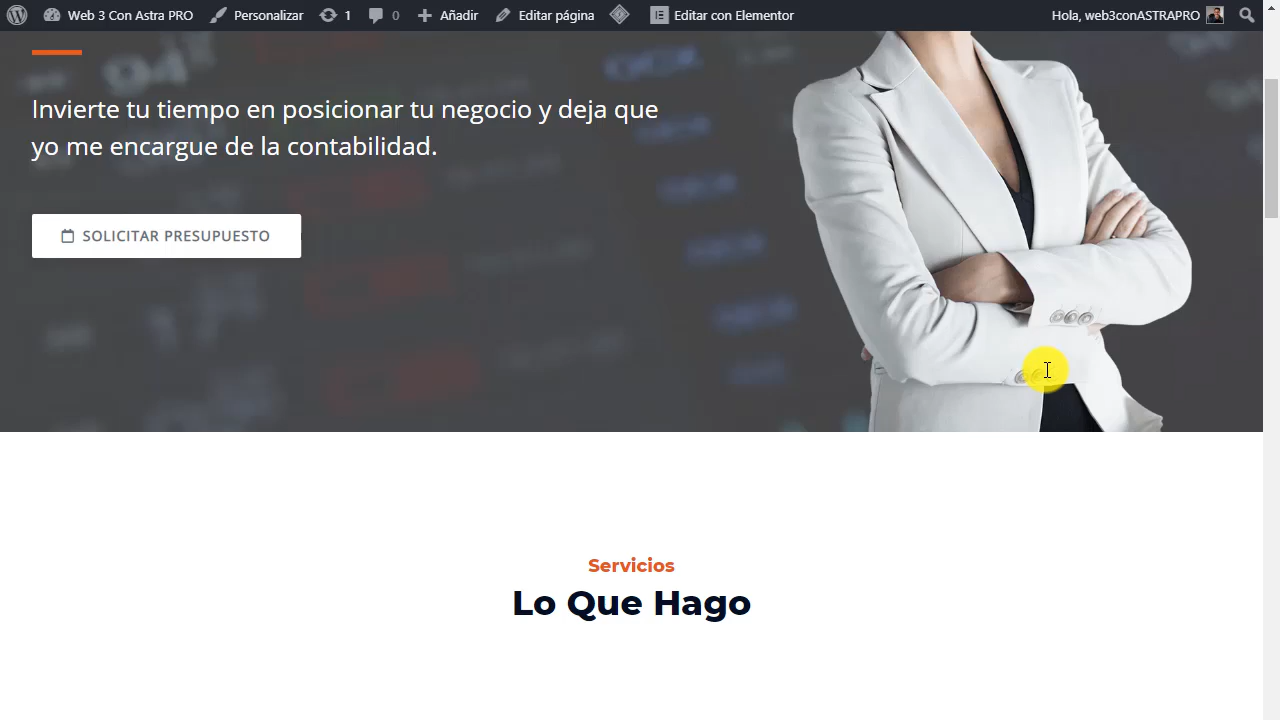 Web 3 Con Astra PRO Personalizar 1 0 Añadir Editar página Editar con Elementor Hola, web3conASTRAPRO
Invierte tu tiempo en posicionar tu negocio y deja que
yo me encargue de la contabilidad.
SOLICITAR PRESUPUESTO
Servicios
Lo Que Hago